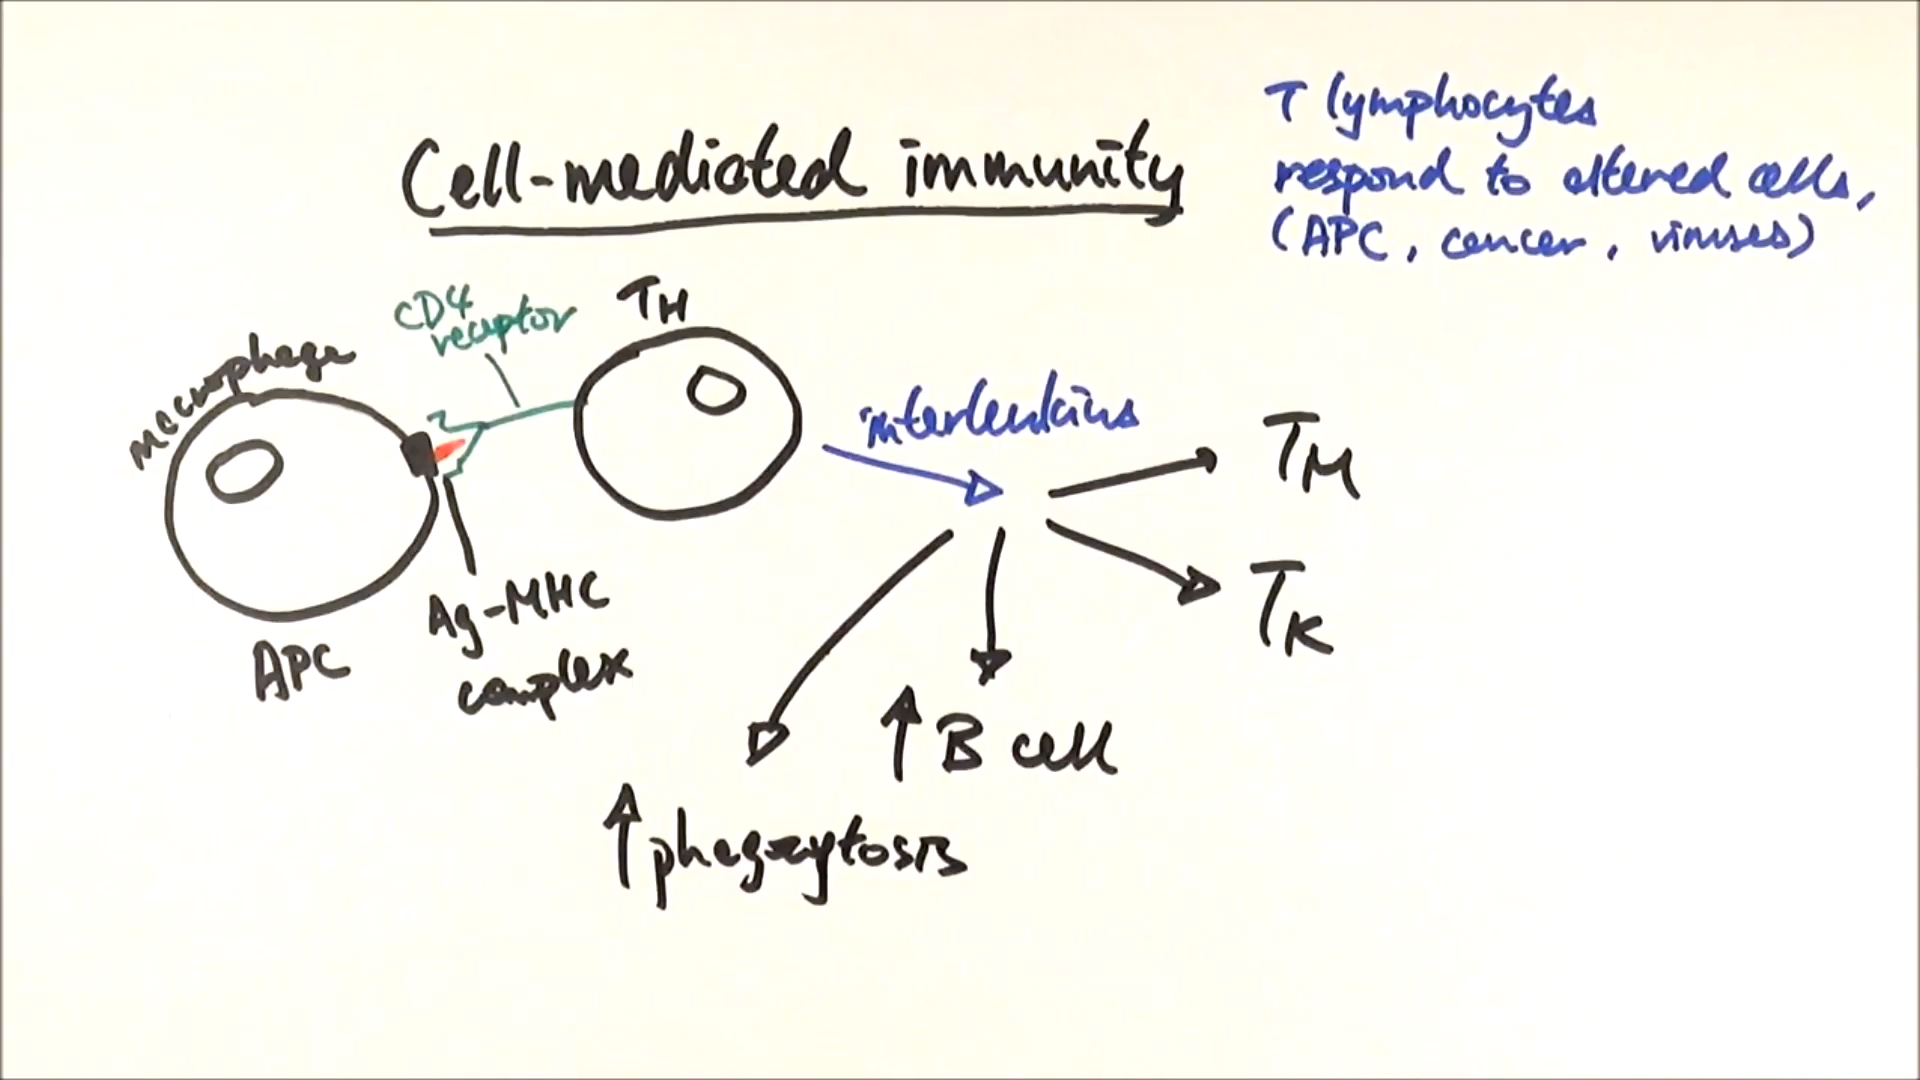 Cell-mediated immunity
T lymphocytes
respond to altered cells,
(APC, cancer, viruses)
macrophage
CD4
receptor
TH
interleukins
Ag-MHC
complex
APC
TM
TK
↑ B cell
↑ phagocytosis